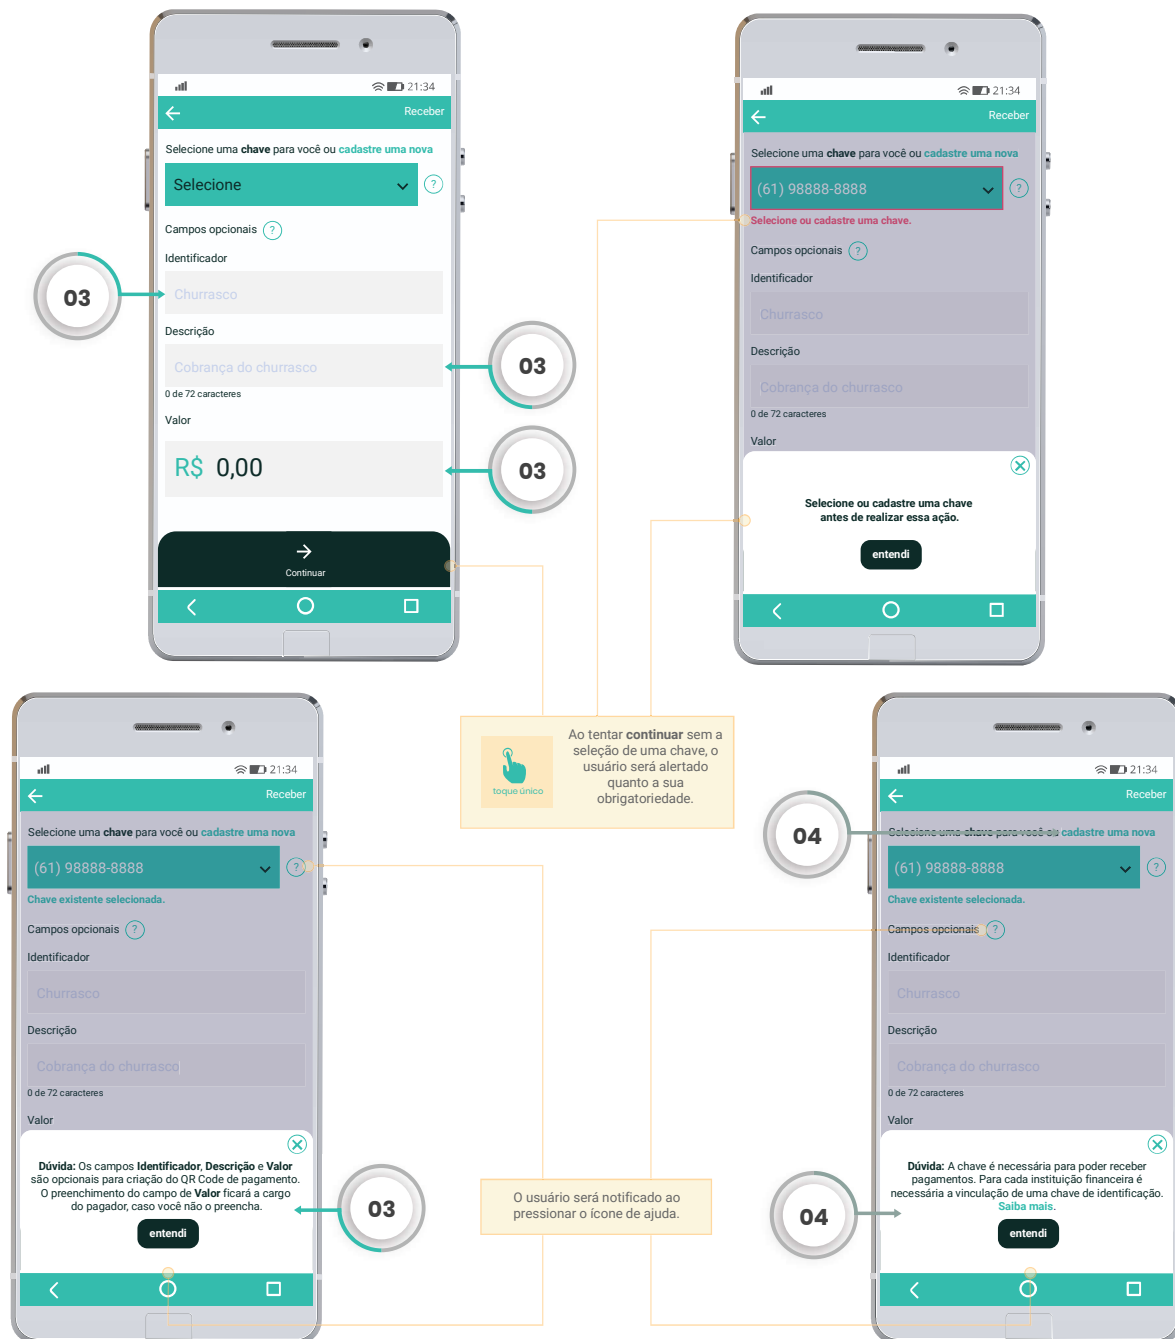 21:34
Receber
Selecione uma chave para você ou cadastre uma nova
Selecione
?
Campos opcionais ?
Identificador
Churrasco
03
Descrição
Cobrança do churrasco
03
0 de 72 caracteres
Valor
R$ 0,00
03
Continuar
21:34
Receber
Selecione uma chave para você ou cadastre uma nova
(61) 98888-8888
?
Selecione ou cadastre uma chave.
Campos opcionais ?
Identificador
Churrasco
Descrição
Cobrança do churrasco
0 de 72 caracteres
Valor
Selecione ou cadastre uma chave
antes de realizar essa ação.
entendi
toque único
Ao tentar continuar sem a
seleção de uma chave, o
usuário será alertado
quanto a sua
obrigatoriedade.
21:34
Receber
Selecione uma chave para você ou cadastre uma nova
(61) 98888-8888
?
Chave existente selecionada.
Campos opcionais ?
Identificador
Churrasco
Descrição
Cobrança do churrasco
0 de 72 caracteres
Valor
Dúvida: Os campos Identificador, Descrição e Valor
são opcionais para criação do QR Code de pagamento.
O preenchimento do campo de Valor ficará a cargo
do pagador, caso você não o preencha.
entendi
03
O usuário será notificado ao
pressionar o ícone de ajuda.
21:34
Receber
04
Selecione uma chave para você ou cadastre uma nova
(61) 98888-8888
?
Chave existente selecionada.
Campos opcionais ?
Identificador
Churrasco
Descrição
Cobrança do churrasco
0 de 72 caracteres
Valor
Dúvida: A chave é necessária para poder receber
pagamentos. Para cada instituição financeira é
necessária a vinculação de uma chave de identificação.
Saiba mais.
entendi
04